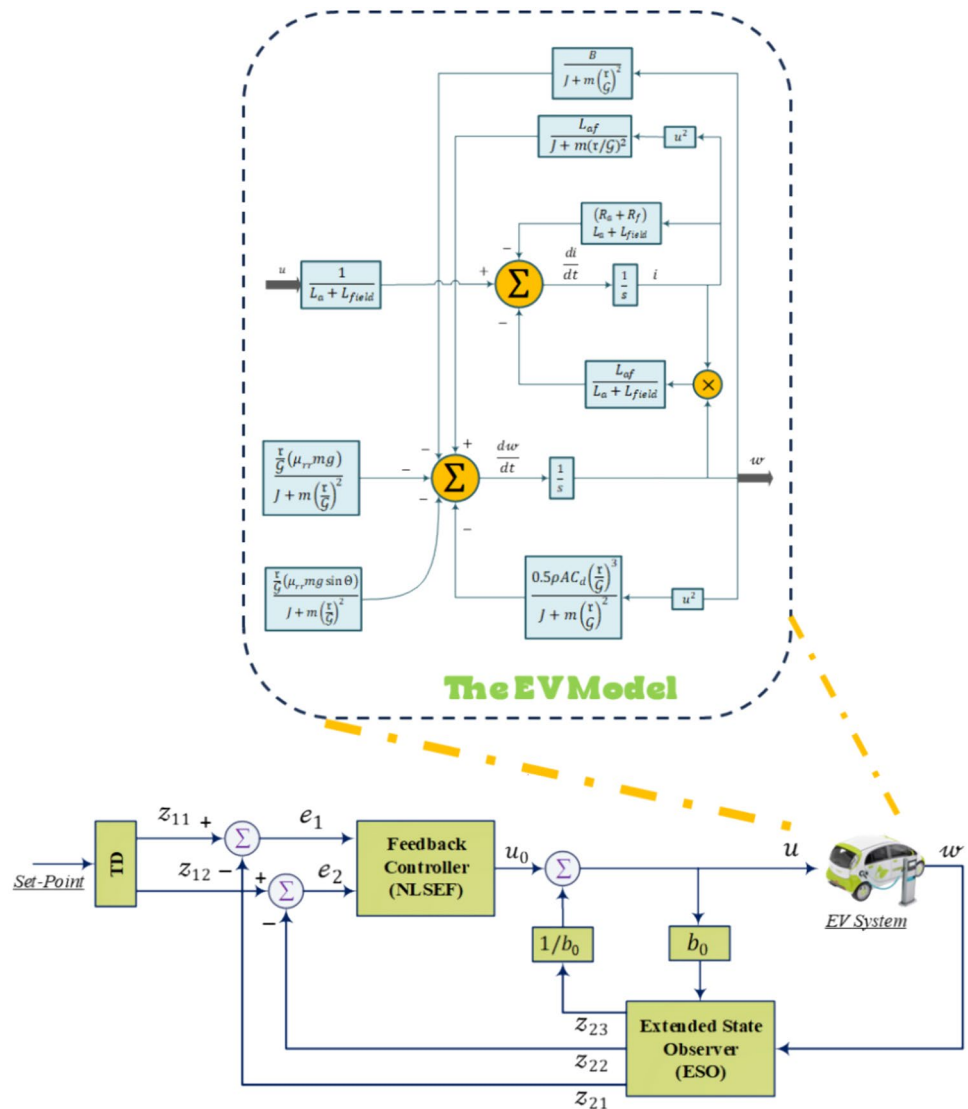 B
J + m(r/G)²
L_af
J + m(r/G)²
u²
(R_a + R_f)
L_a + L_field
u
1
L_a + L_field
+
−
Σ
di
dt
1
s
i
−
L_af
L_a + L_field
×
r/G (μ_rr mg)
J + m(r/G)²
−
−
+
Σ
dw
dt
1
s
w
−
−
r/G (μ_rr mg sin Θ)
J + m(r/G)²
0.5ρAC_d(r/G)³
J + m(r/G)²
u²
The EV Model
Set-Point
TD
z₁₁
+
Σ
−
e₁
z₁₂
+
Σ
−
e₂
Feedback
Controller
(NLSEF)
u₀
Σ
u
w
EV System
1/b₀
b₀
z₂₃
z₂₂
z₂₁
Extended State
Observer
(ESO)